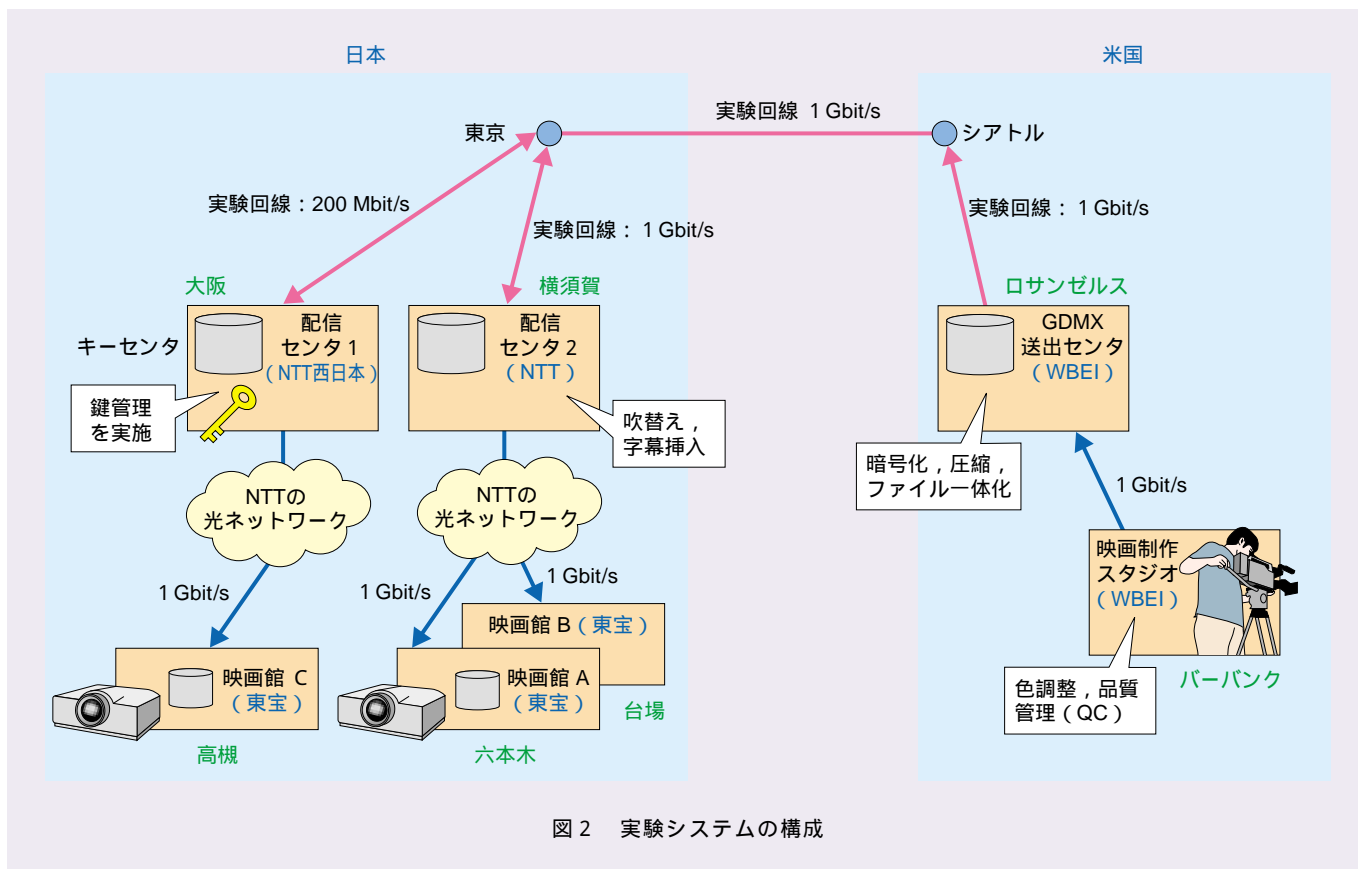 日本
米国
実験回線 1 Gbit/s
東京
シアトル
実験回線：200 Mbit/s
実験回線： 1 Gbit/s
実験回線： 1 Gbit/s
大阪
横須賀
ロサンゼルス
キーセンタ
配信
センタ 1
（NTT西日本）
配信
センタ 2
（NTT）
GDMX
送出センタ
（WBEI）
鍵管理
を実施
吹替え，
字幕挿入
暗号化，圧縮，
ファイル一体化
1 Gbit/s
NTTの
光ネットワーク
NTTの
光ネットワーク
映画制作
スタジオ
（WBEI）
1 Gbit/s
1 Gbit/s
1 Gbit/s
映画館 B（東宝）
映画館 C
（東宝）
映画館 A
（東宝）
色調整，品質
管理（QC）
バーバンク
台場
高槻
六本木
図 2　実験システムの構成